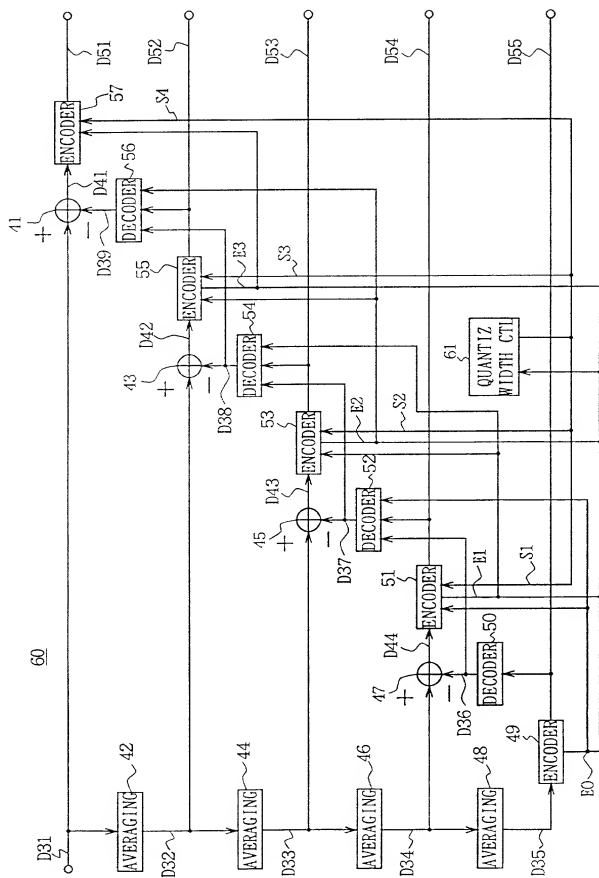 60
D31
D51
D52
D53
D54
D55
AVERAGING
42
D32
AVERAGING
44
D33
AVERAGING
46
D34
AVERAGING
48
D35
41
+
−
D41
ENCODER
57
D39
DECODER
56
S4
43
+
−
D42
ENCODER
55
E3
S3
D38
DECODER
54
45
+
−
D43
ENCODER
53
E2
S2
D37
DECODER
52
QUANTIZ
WIDTH CTL
61
47
+
−
D44
ENCODER
51
E1
S1
D36
DECODER
50
ENCODER
49
E0